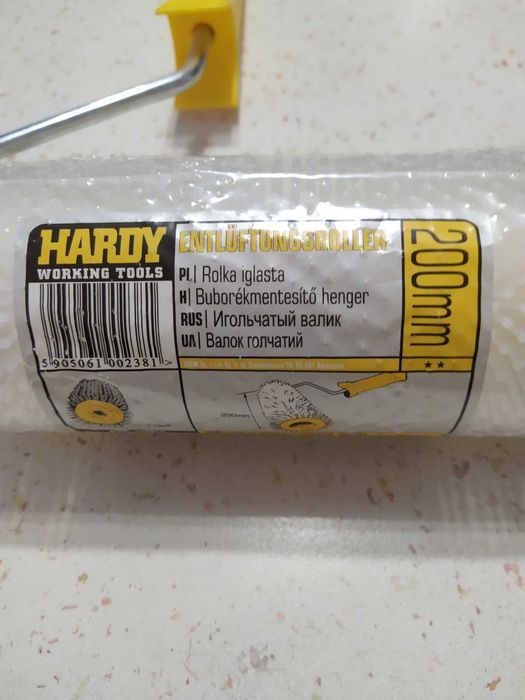 HARDY
WORKING TOOLS
ENTLÜFTUNGSROLLER
PL| Rolka iglasta
H| Buborékmentesítő henger
RUS| Игольчатый валик
UA| Валок голчатий
200mm
5 905061 002381 >
200mm